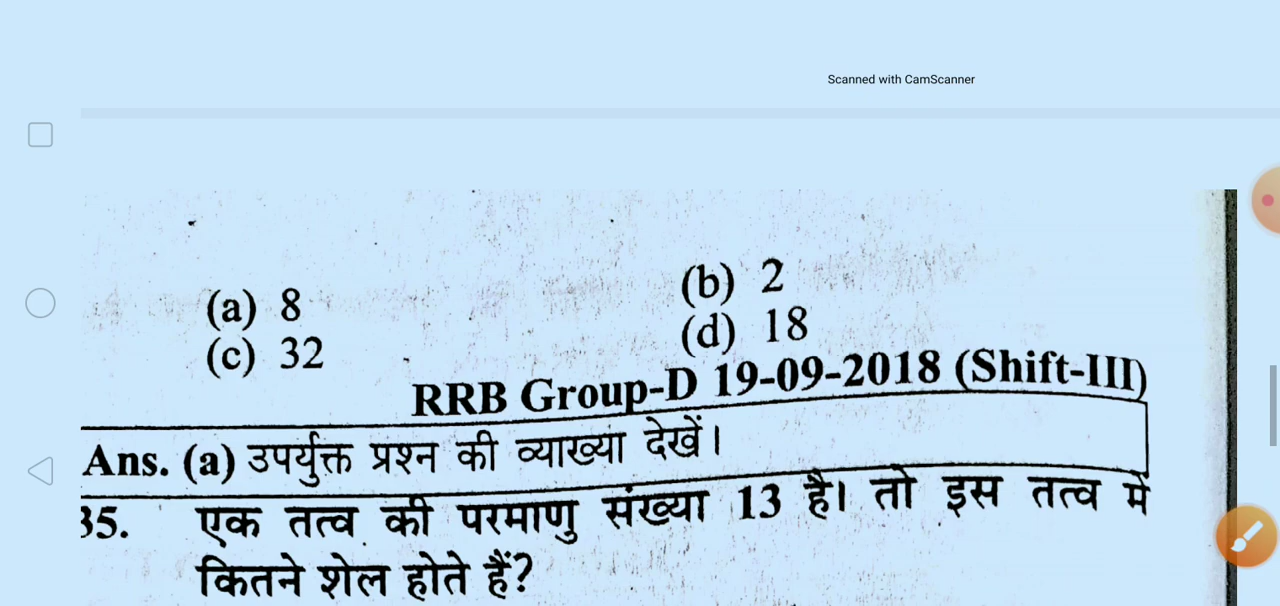 Scanned with CamScanner
(a) 8 (b) 2
(c) 32 (d) 18
RRB Group-D 19-09-2018 (Shift-III)
Ans. (a) उपर्युक्त प्रश्न की व्याख्या देखें।
35. एक तत्व की परमाणु संख्या 13 है। तो इस तत्व में
कितने शेल होते हैं?